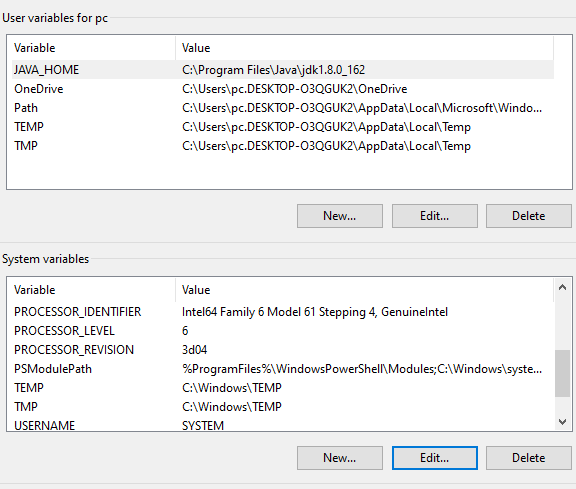 User variables for pc
Variable Value
JAVA_HOME C:\Program Files\Java\jdk1.8.0_162
OneDrive C:\Users\pc.DESKTOP-O3QGUK2\OneDrive
Path C:\Users\pc.DESKTOP-O3QGUK2\AppData\Local\Microsoft\Windo...
TEMP C:\Users\pc.DESKTOP-O3QGUK2\AppData\Local\Temp
TMP C:\Users\pc.DESKTOP-O3QGUK2\AppData\Local\Temp
New... Edit... Delete
System variables
Variable Value
PROCESSOR_IDENTIFIER Intel64 Family 6 Model 61 Stepping 4, GenuineIntel
PROCESSOR_LEVEL 6
PROCESSOR_REVISION 3d04
PSModulePath %ProgramFiles%\WindowsPowerShell\Modules;C:\Windows\syste...
TEMP C:\Windows\TEMP
TMP C:\Windows\TEMP
USERNAME SYSTEM
New... Edit... Delete